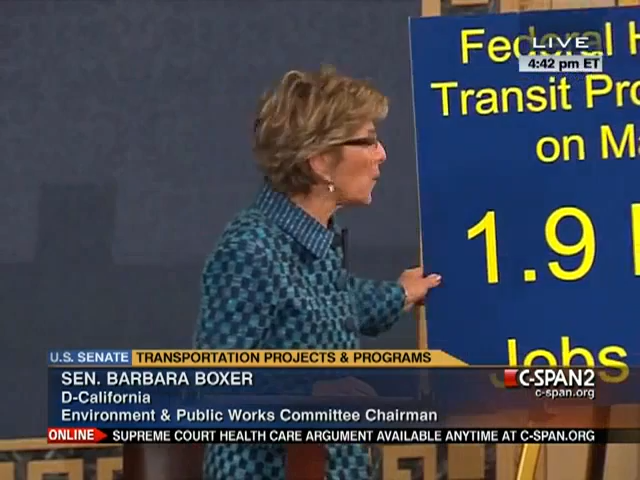 Federal H
Transit Pro
on Ma
1.9
Jobs
LIVE
4:42 pm ET
U.S. SENATE TRANSPORTATION PROJECTS & PROGRAMS
SEN. BARBARA BOXER
D-California
Environment & Public Works Committee Chairman
C-SPAN2
c-span.org
ONLINE SUPREME COURT HEALTH CARE ARGUMENT AVAILABLE ANYTIME AT C-SPAN.ORG